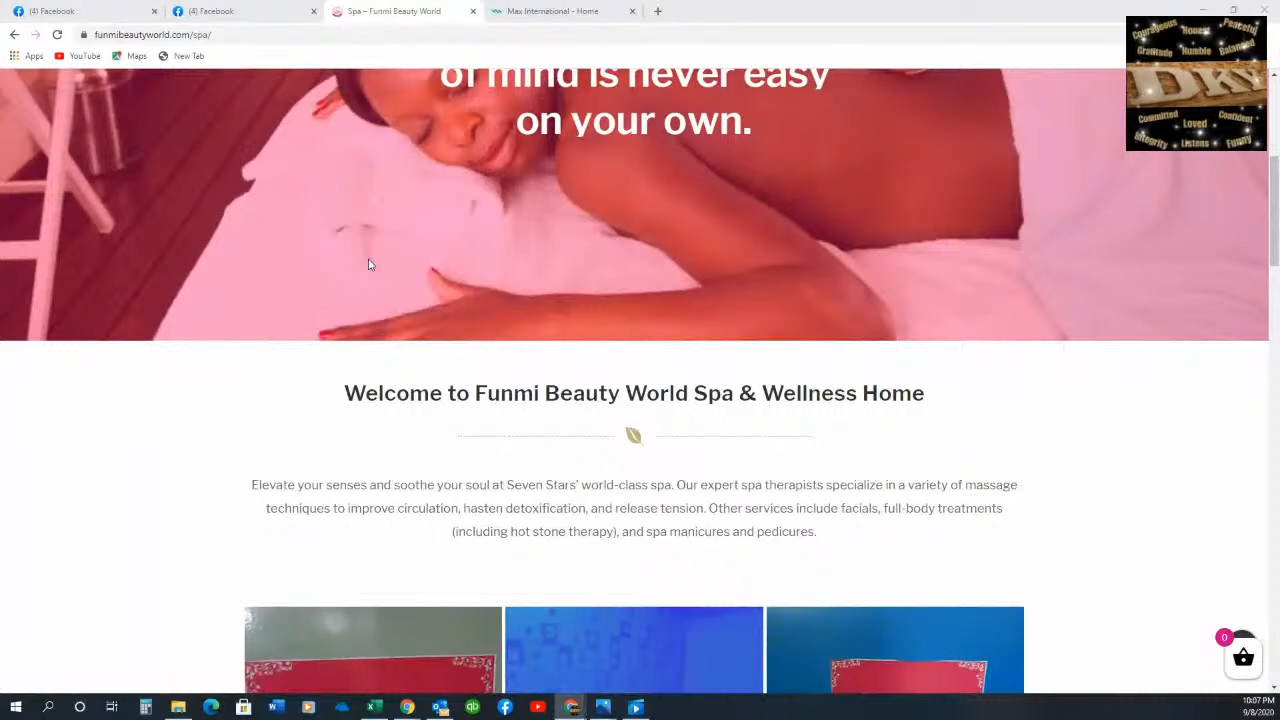 (4) Facebook
(4) Facebook
Spa – Funmi Beauty World
Max International - Home
funmibeautyworld.com/spa/
Apps
YouTube
Maps
New Tab
Courageous Honest Peaceful
Gratitude Humble Balanced
DKW
Committed Loved Confident
Integrity Listens Funny
of mind is never easy
on your own.
Welcome to Funmi Beauty World Spa & Wellness Home
Elevate your senses and soothe your soul at Seven Stars’ world-class spa. Our expert spa therapists specialize in a variety of massage
techniques to improve circulation, hasten detoxification, and release tension. Other services include facials, full-body treatments
(including hot stone therapy), and spa manicures and pedicures.
0
10:07 PM
9/8/2020